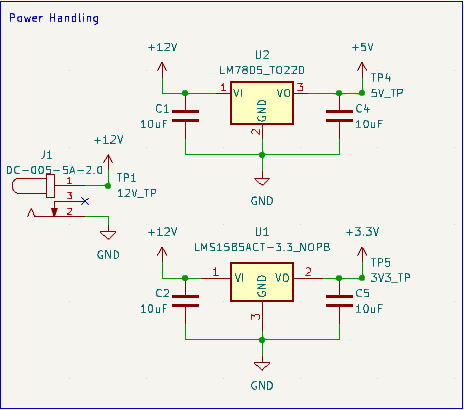 Power Handling
+12V
U2
LM7805_TO220
+5V
1
VI
VO
3
TP4
5V_TP
C1
10uF
GND
2
C4
10uF
GND
J1
DC-005-5A-2.0
+12V
1
3
2
TP1
12V_TP
GND
+12V
U1
LMS1585ACT-3.3_NOPB
+3.3V
1
VI
VO
2
TP5
3V3_TP
C2
10uF
GND
3
C5
10uF
GND